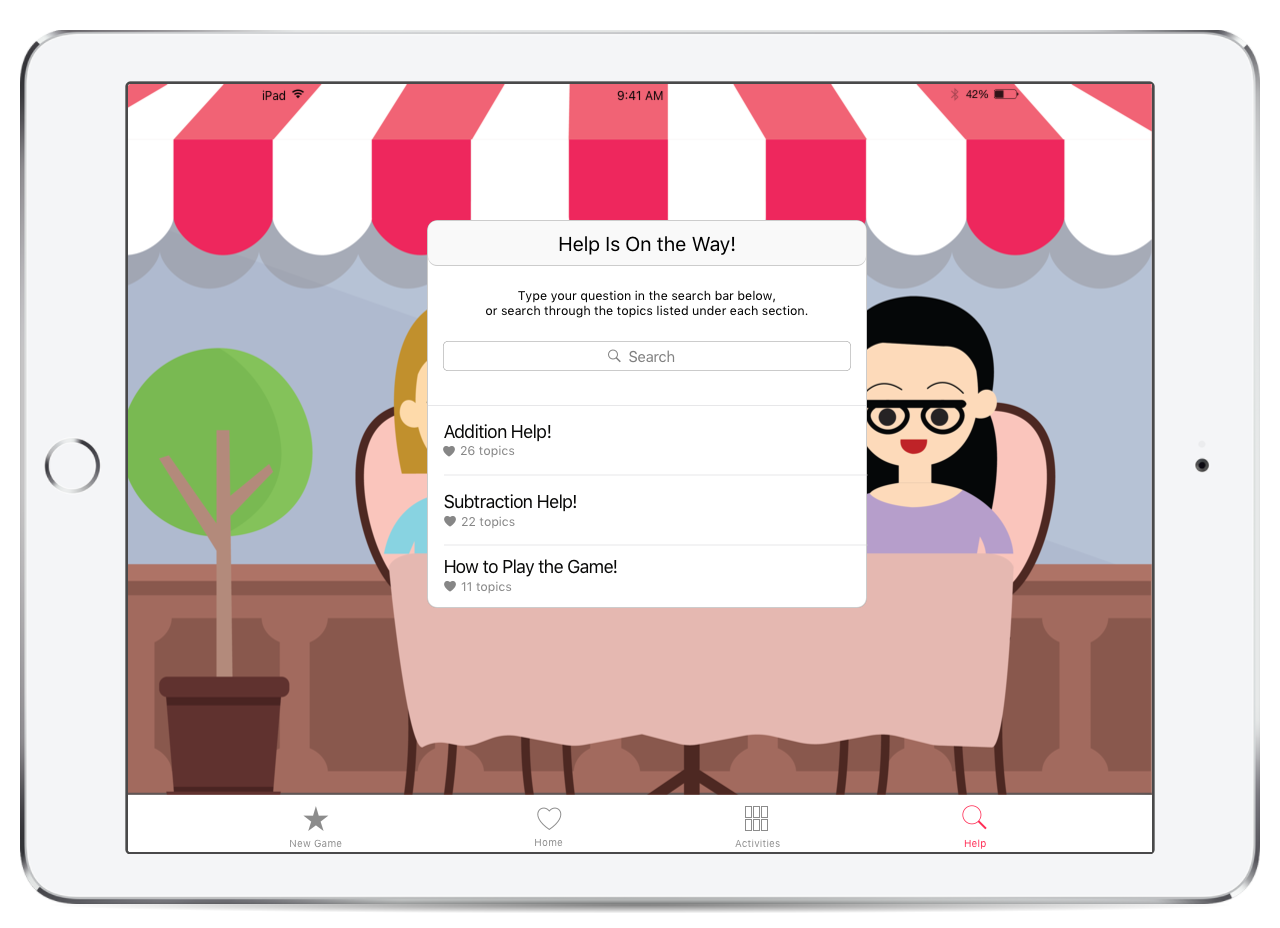 iPad 9:41 AM 42%
Help Is On the Way!
Type your question in the search bar below,
or search through the topics listed under each section.
Search
Addition Help!
26 topics
Subtraction Help!
22 topics
How to Play the Game!
11 topics
New Game Home Activities Help